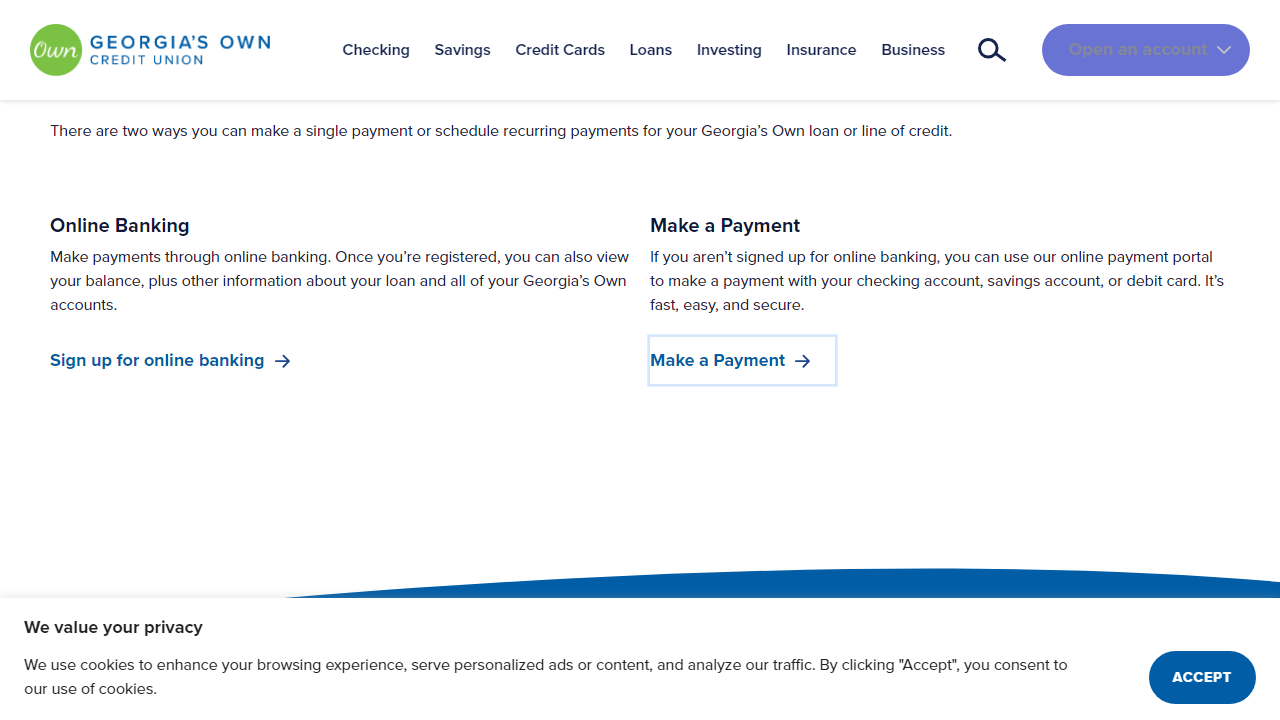 Own GEORGIA'S OWN
CREDIT UNION
Checking Savings Credit Cards Loans Investing Insurance Business Open an account
There are two ways you can make a single payment or schedule recurring payments for your Georgia’s Own loan or line of credit.
Online Banking
Make payments through online banking. Once you’re registered, you can also view
your balance, plus other information about your loan and all of your Georgia’s Own
accounts.
Sign up for online banking
Make a Payment
If you aren’t signed up for online banking, you can use our online payment portal
to make a payment with your checking account, savings account, or debit card. It’s
fast, easy, and secure.
Make a Payment
We value your privacy
We use cookies to enhance your browsing experience, serve personalized ads or content, and analyze our traffic. By clicking "Accept", you consent to
our use of cookies.
ACCEPT